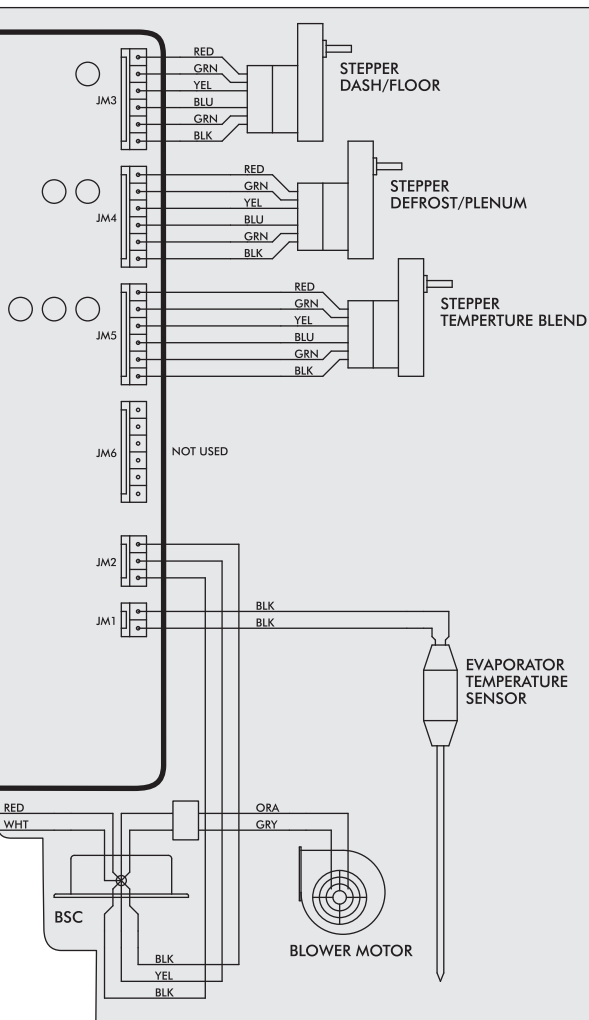 RED
GRN
YEL
BLU
GRN
BLK
JM3
STEPPER
DASH/FLOOR
RED
GRN
YEL
BLU
GRN
BLK
JM4
STEPPER
DEFROST/PLENUM
RED
GRN
YEL
BLU
GRN
BLK
JM5
STEPPER
TEMPERTURE BLEND
JM6
NOT USED
JM2
JM1
BLK
BLK
EVAPORATOR
TEMPERATURE
SENSOR
RED
WHT
ORA
GRY
BSC
BLOWER MOTOR
BLK
YEL
BLK